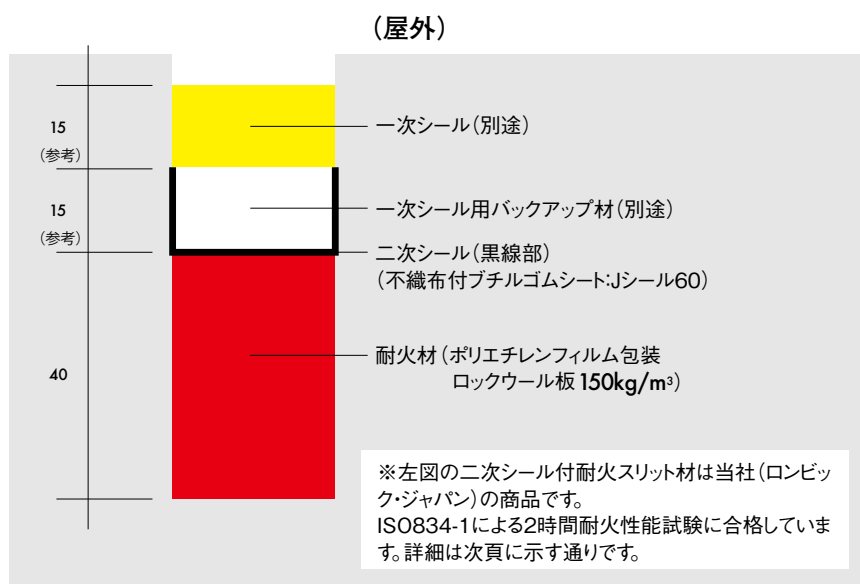 （屋外）
15
（参考）
一次シール（別途）
15
（参考）
一次シール用バックアップ材（別途）
二次シール（黒線部）
（不織布付ブチルゴムシート:Jシール60）
40
耐火材（ポリエチレンフィルム包装
ロックウール板150kg/m³）
※左図の二次シール付耐火スリット材は当社（ロンビッ
ク・ジャパン）の商品です。
ISO834-1による2時間耐火性能試験に合格していま
す。詳細は次頁に示す通りです。